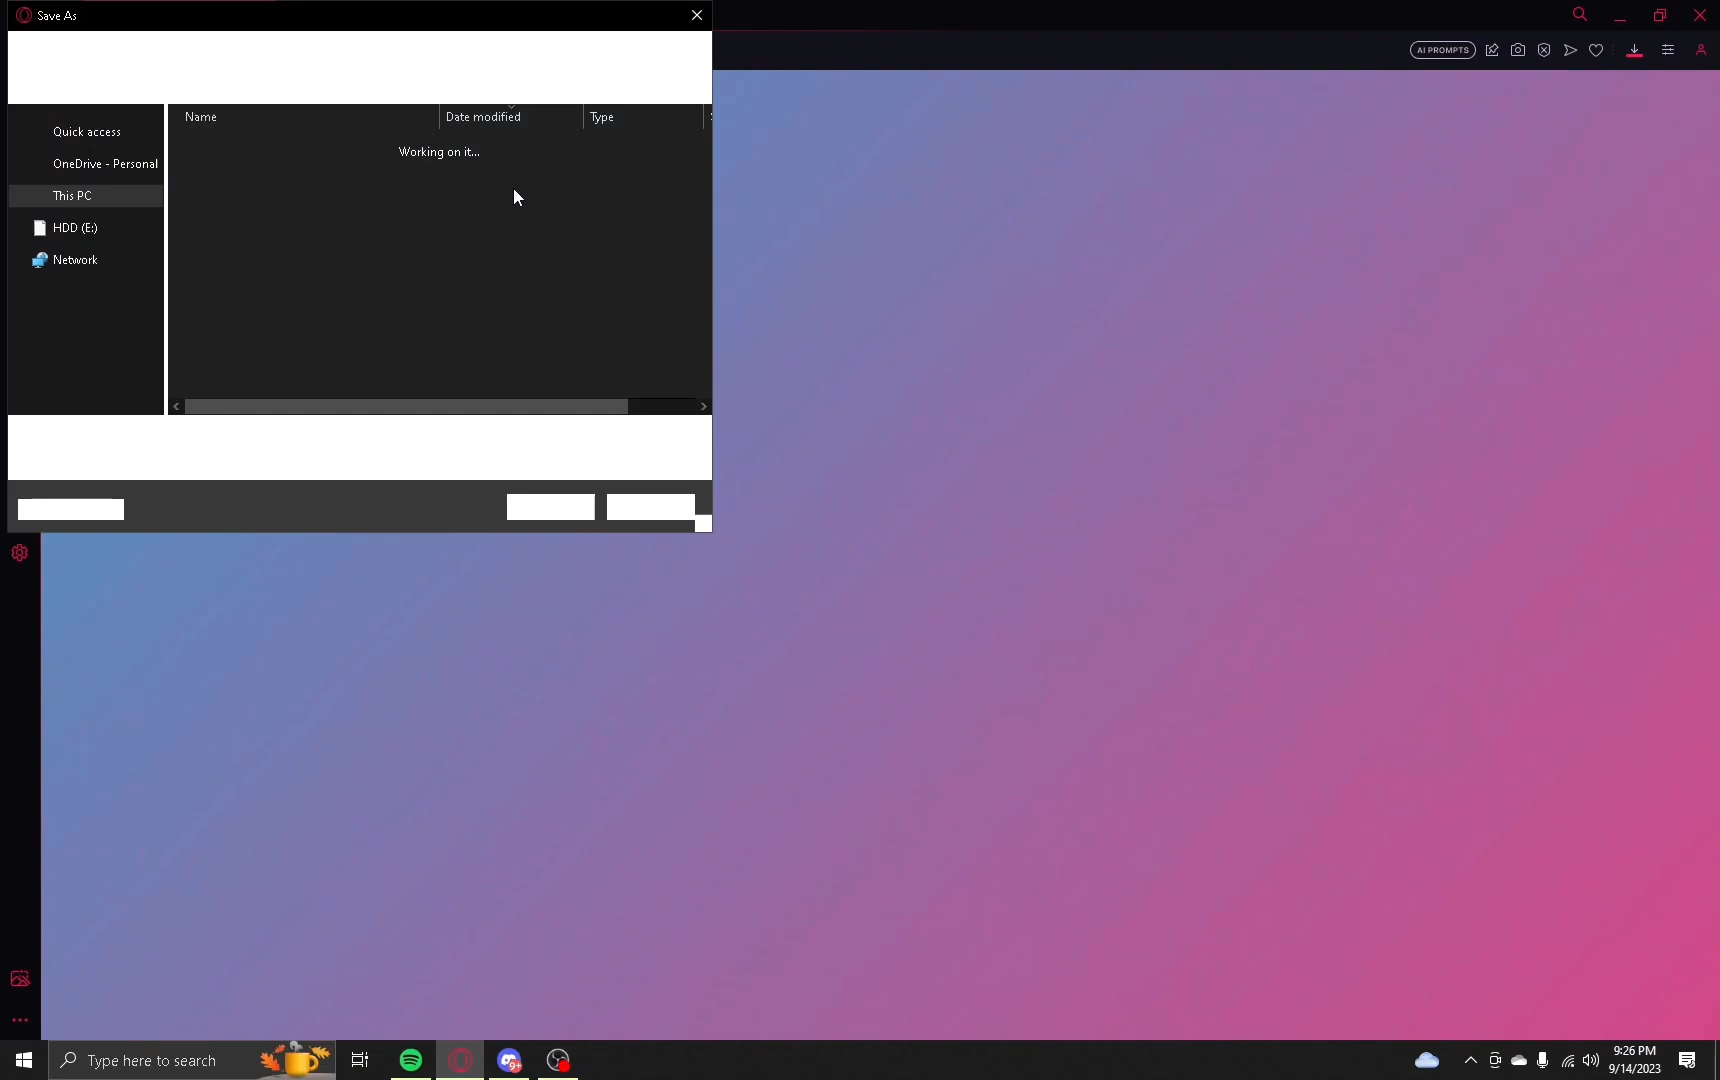 Save As
AI PROMPTS
Name
Date modified
Type
Quick access
Working on it...
OneDrive - Personal
This PC
HDD (E:)
Network
Type here to search
9+
9:26 PM
9/14/2023